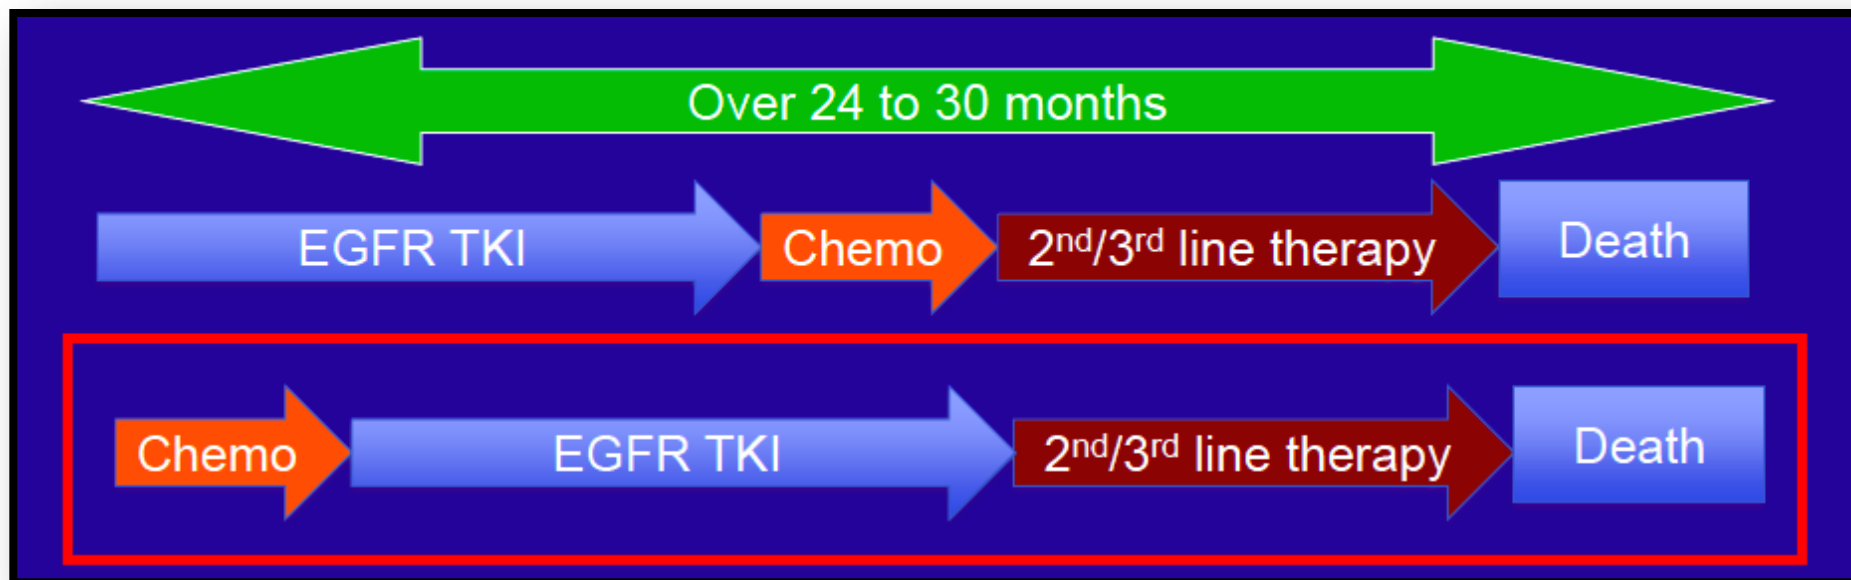 Over 24 to 30 months
EGFR TKI
Chemo
2nd/3rd line therapy
Death
Chemo
EGFR TKI
2nd/3rd line therapy
Death